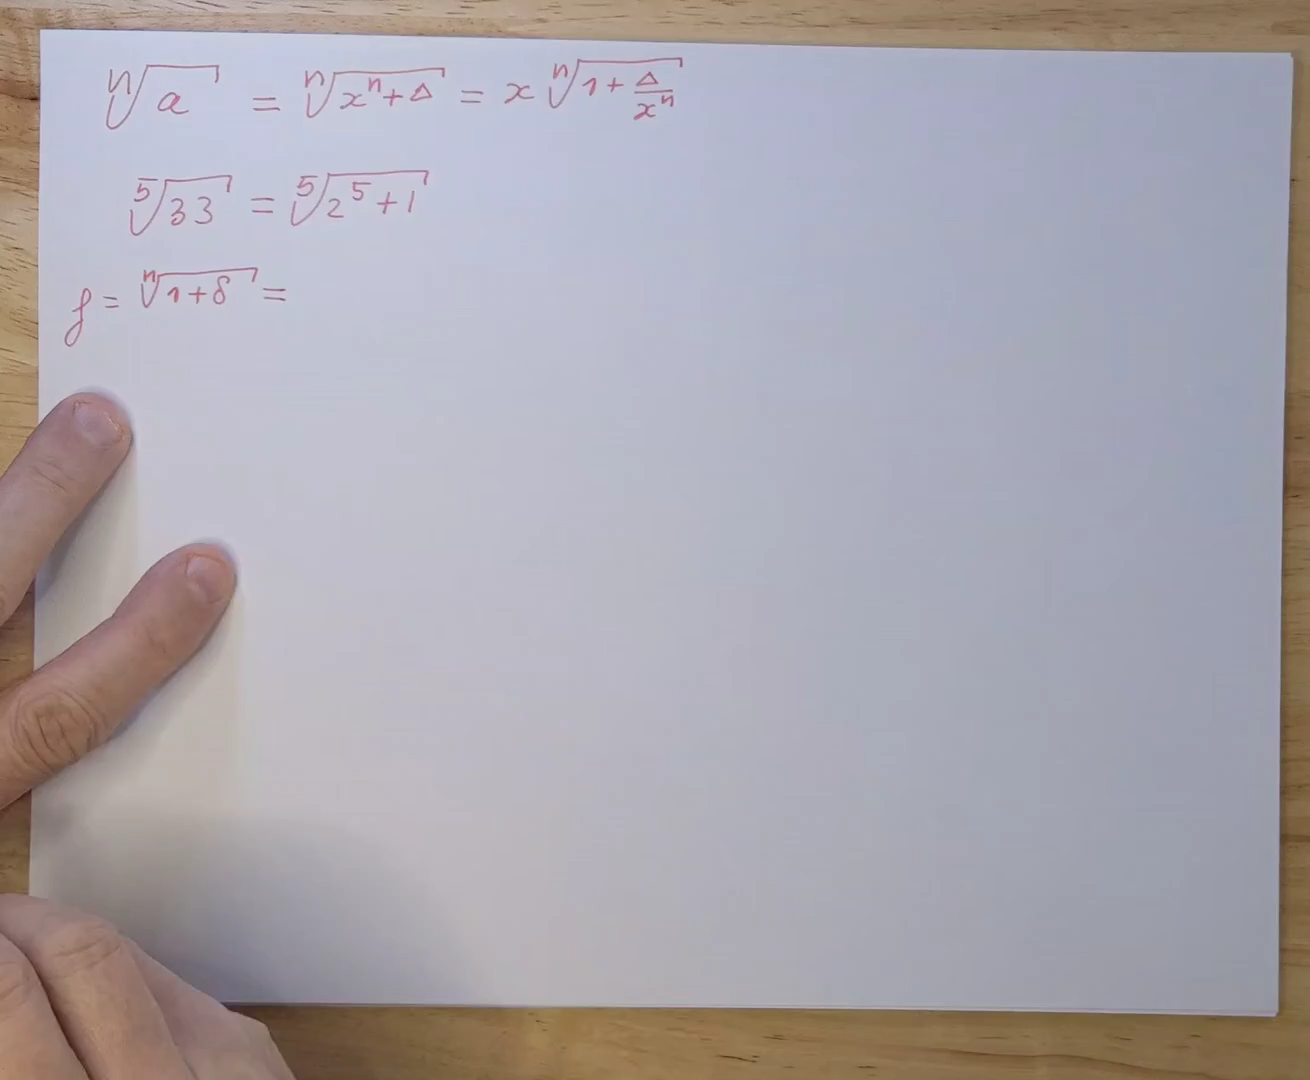 ⁿ√a = ⁿ√(xⁿ+Δ) = x ⁿ√(1+Δ/xⁿ)
⁵√33 = ⁵√(2⁵+1)
f = ⁿ√(1+δ) =